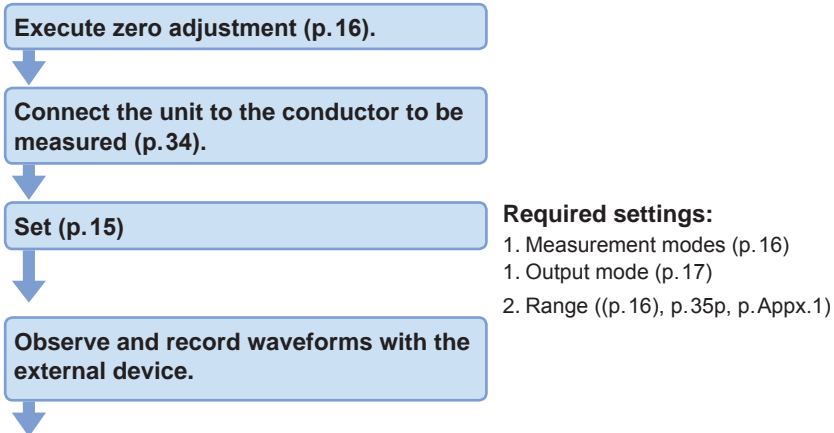 Execute zero adjustment (p.16).
Connect the unit to the conductor to be
measured (p.34).
Set (p.15)
Required settings:
1. Measurement modes (p.16)
1. Output mode (p.17)
2. Range ((p.16), p.35p, p.Appx.1)
Observe and record waveforms with the
external device.